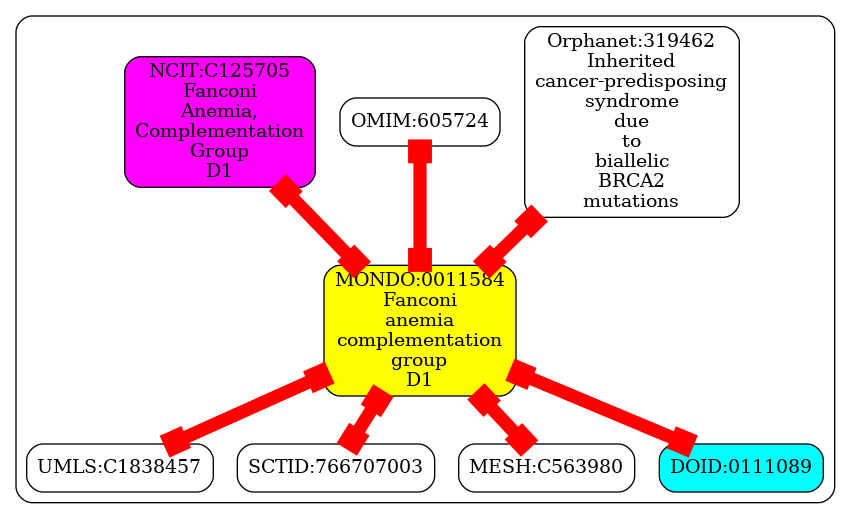 NCIT:C125705
Fanconi
Anemia,
Complementation
Group
D1
OMIM:605724
Orphanet:319462
Inherited
cancer-predisposing
syndrome
due
to
biallelic
BRCA2
mutations
MONDO:0011584
Fanconi
anemia
complementation
group
D1
UMLS:C1838457
SCTID:766707003
MESH:C563980
DOID:0111089